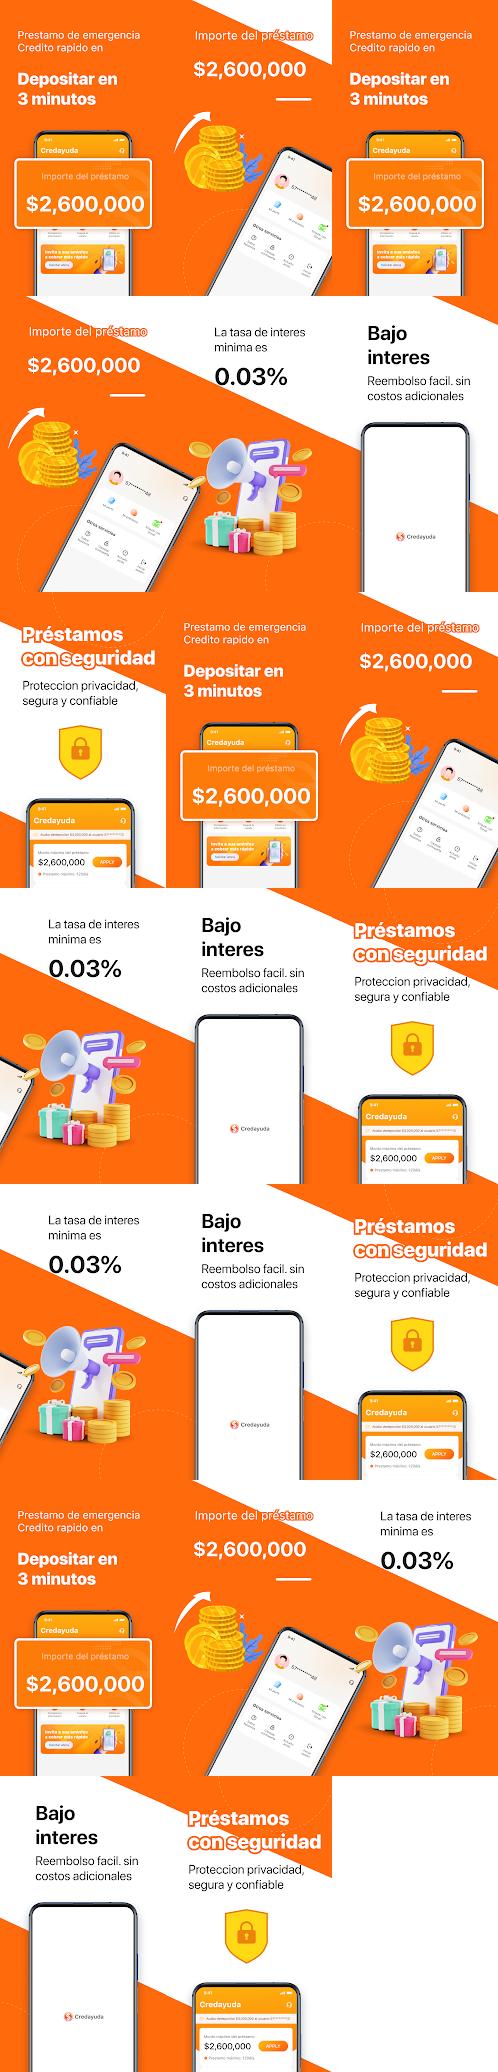 Prestamo de emergencia
Credito rapido en
Depositar en
3 minutos
Credayuda
Importe del préstamo
$2,600,000
Importe del préstamo
$2,600,000
Prestamo de emergencia
Credito rapido en
Depositar en
3 minutos
Credayuda
Importe del préstamo
$2,600,000
Importe del préstamo
$2,600,000
La tasa de interes
minima es
0.03%
Bajo
interes
Reembolso facil. sin
costos adicionales
Credayuda
Préstamos
con seguridad
Proteccion privacidad,
segura y confiable
Credayuda
$2,600,000
APPLY
Prestamo de emergencia
Credito rapido en
Depositar en
3 minutos
Credayuda
Importe del préstamo
$2,600,000
Importe del préstamo
$2,600,000
La tasa de interes
minima es
0.03%
Bajo
interes
Reembolso facil. sin
costos adicionales
Credayuda
Préstamos
con seguridad
Proteccion privacidad,
segura y confiable
Credayuda
$2,600,000
APPLY
La tasa de interes
minima es
0.03%
Bajo
interes
Reembolso facil. sin
costos adicionales
Credayuda
Préstamos
con seguridad
Proteccion privacidad,
segura y confiable
Credayuda
$2,600,000
APPLY
Prestamo de emergencia
Credito rapido en
Depositar en
3 minutos
Credayuda
Importe del préstamo
$2,600,000
Importe del préstamo
$2,600,000
La tasa de interes
minima es
0.03%
Bajo
interes
Reembolso facil. sin
costos adicionales
Credayuda
Préstamos
con seguridad
Proteccion privacidad,
segura y confiable
Credayuda
$2,600,000
APPLY